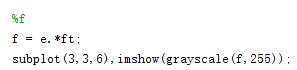 %f
f = e.*ft;
subplot(3,3,6),imshow(grayscale(f,255));